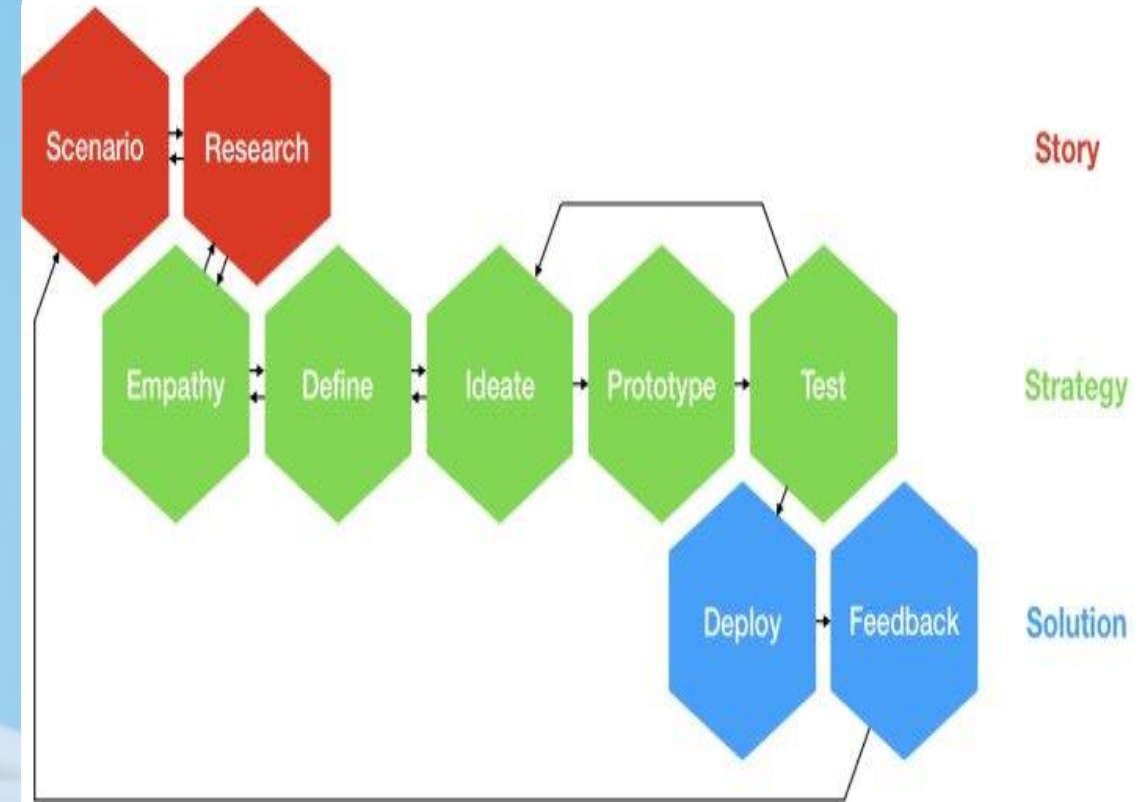 Scenario Research Story
Empathy Define Ideate Prototype Test Strategy
Deploy Feedback Solution